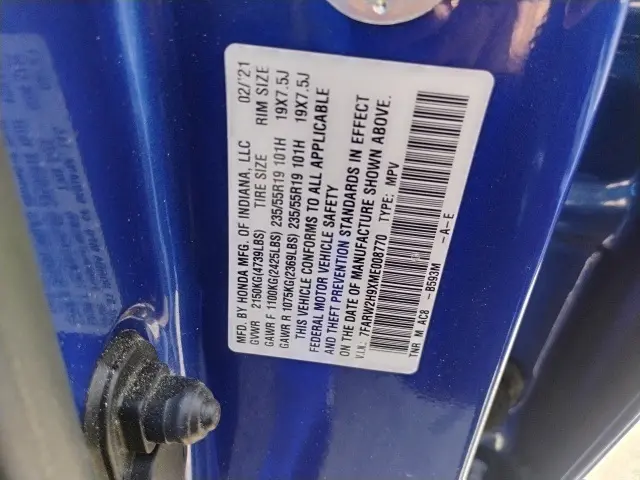 MFD. BY HONDA MFG. OF INDIANA, LLC 02/'21
GVWR 2150KG(4739LBS) TIRE SIZE RIM SIZE
GAWR F 1100KG(2425LBS) 235/55R19 101H 19X7.5J
GAWR R 1075KG(2369LBS) 235/55R19 101H 19X7.5J
THIS VEHICLE CONFORMS TO ALL APPLICABLE
FEDERAL MOTOR VEHICLE SAFETY
AND THEFT PREVENTION STANDARDS IN EFFECT
ON THE DATE OF MANUFACTURE SHOWN ABOVE.
V.I.N.: 7FARW2H9XME008770 TYPE: MPV
TNR M AC8 -B593M -A-E